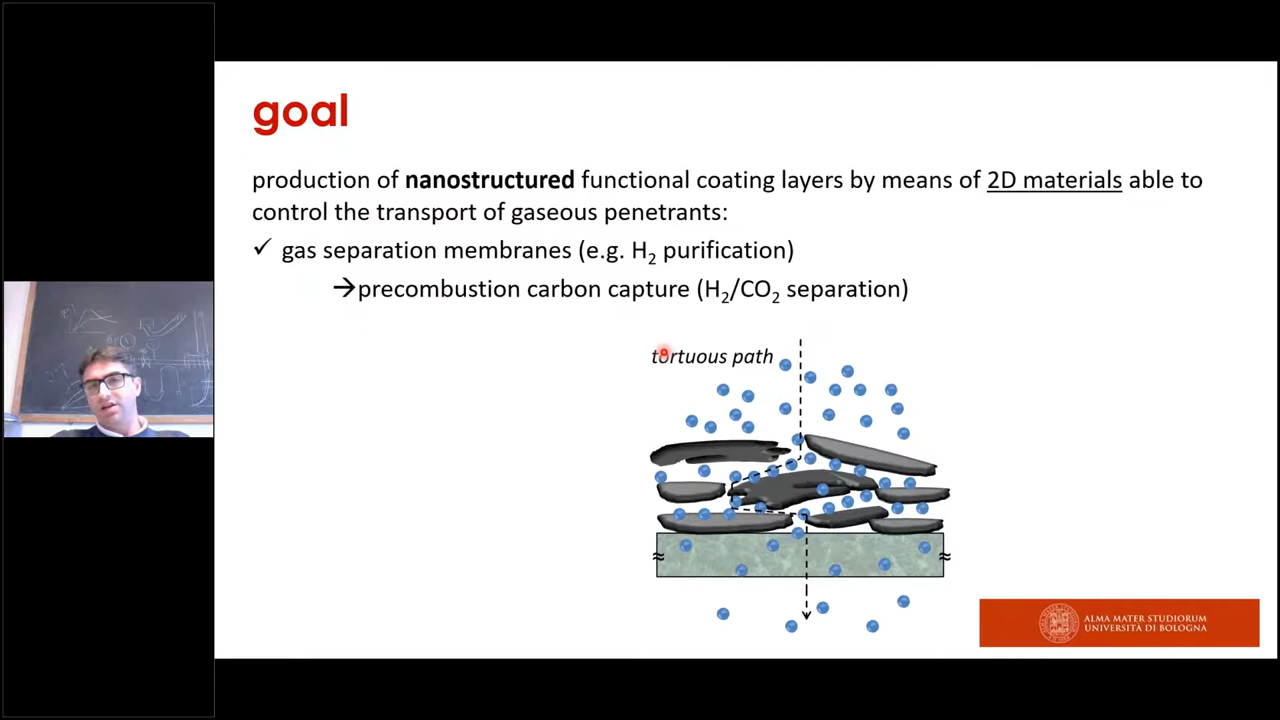 goal
production of nanostructured functional coating layers by means of 2D materials able to
control the transport of gaseous penetrants:
✓ gas separation membranes (e.g. H₂ purification)
→precombustion carbon capture (H₂/CO₂ separation)
tortuous path
≈ ≈
ALMA MATER STUDIORUM
UNIVERSITÀ DI BOLOGNA